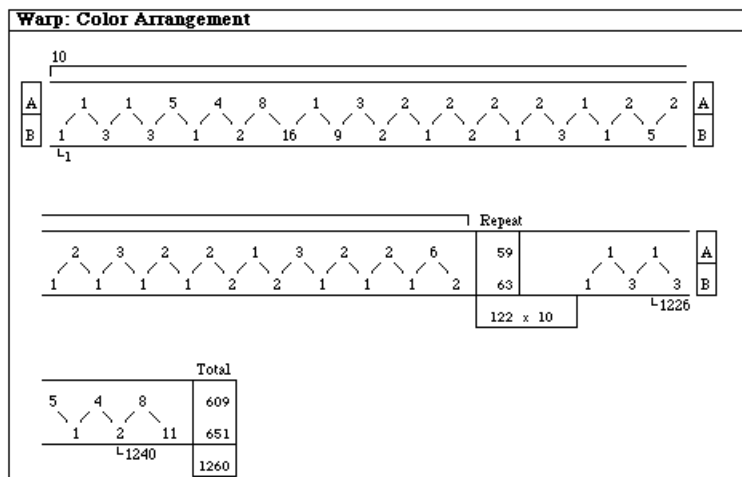 Warp: Color Arrangement
10
A 1 1 5 4 8 1 3 2 2 2 2 1 2 2 A
B 1 3 3 1 2 16 9 2 1 2 1 3 1 5 B
1
Repeat
2 3 2 2 1 3 2 2 6 59 1 1 A
1 1 1 1 2 2 1 1 1 2 63 1 3 3 B
122 x 10
1226
Total
5 4 8 609
1 2 11 651
1240
1260